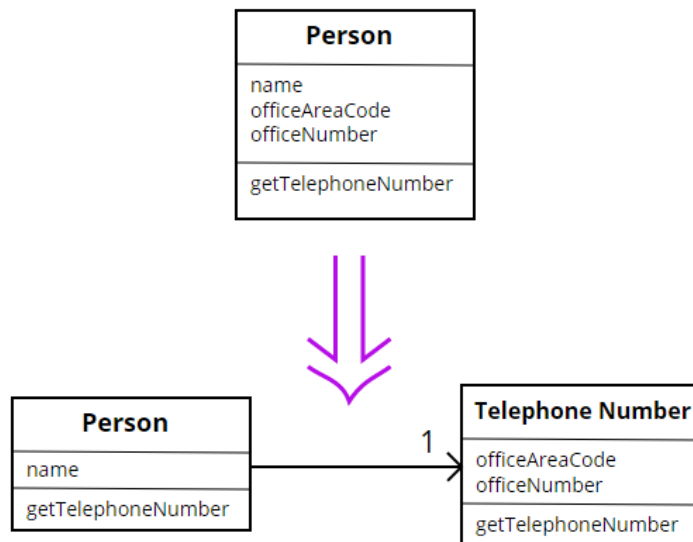 Person
name
officeAreaCode
officeNumber
getTelephoneNumber
Person
name
getTelephoneNumber
1
Telephone Number
officeAreaCode
officeNumber
getTelephoneNumber